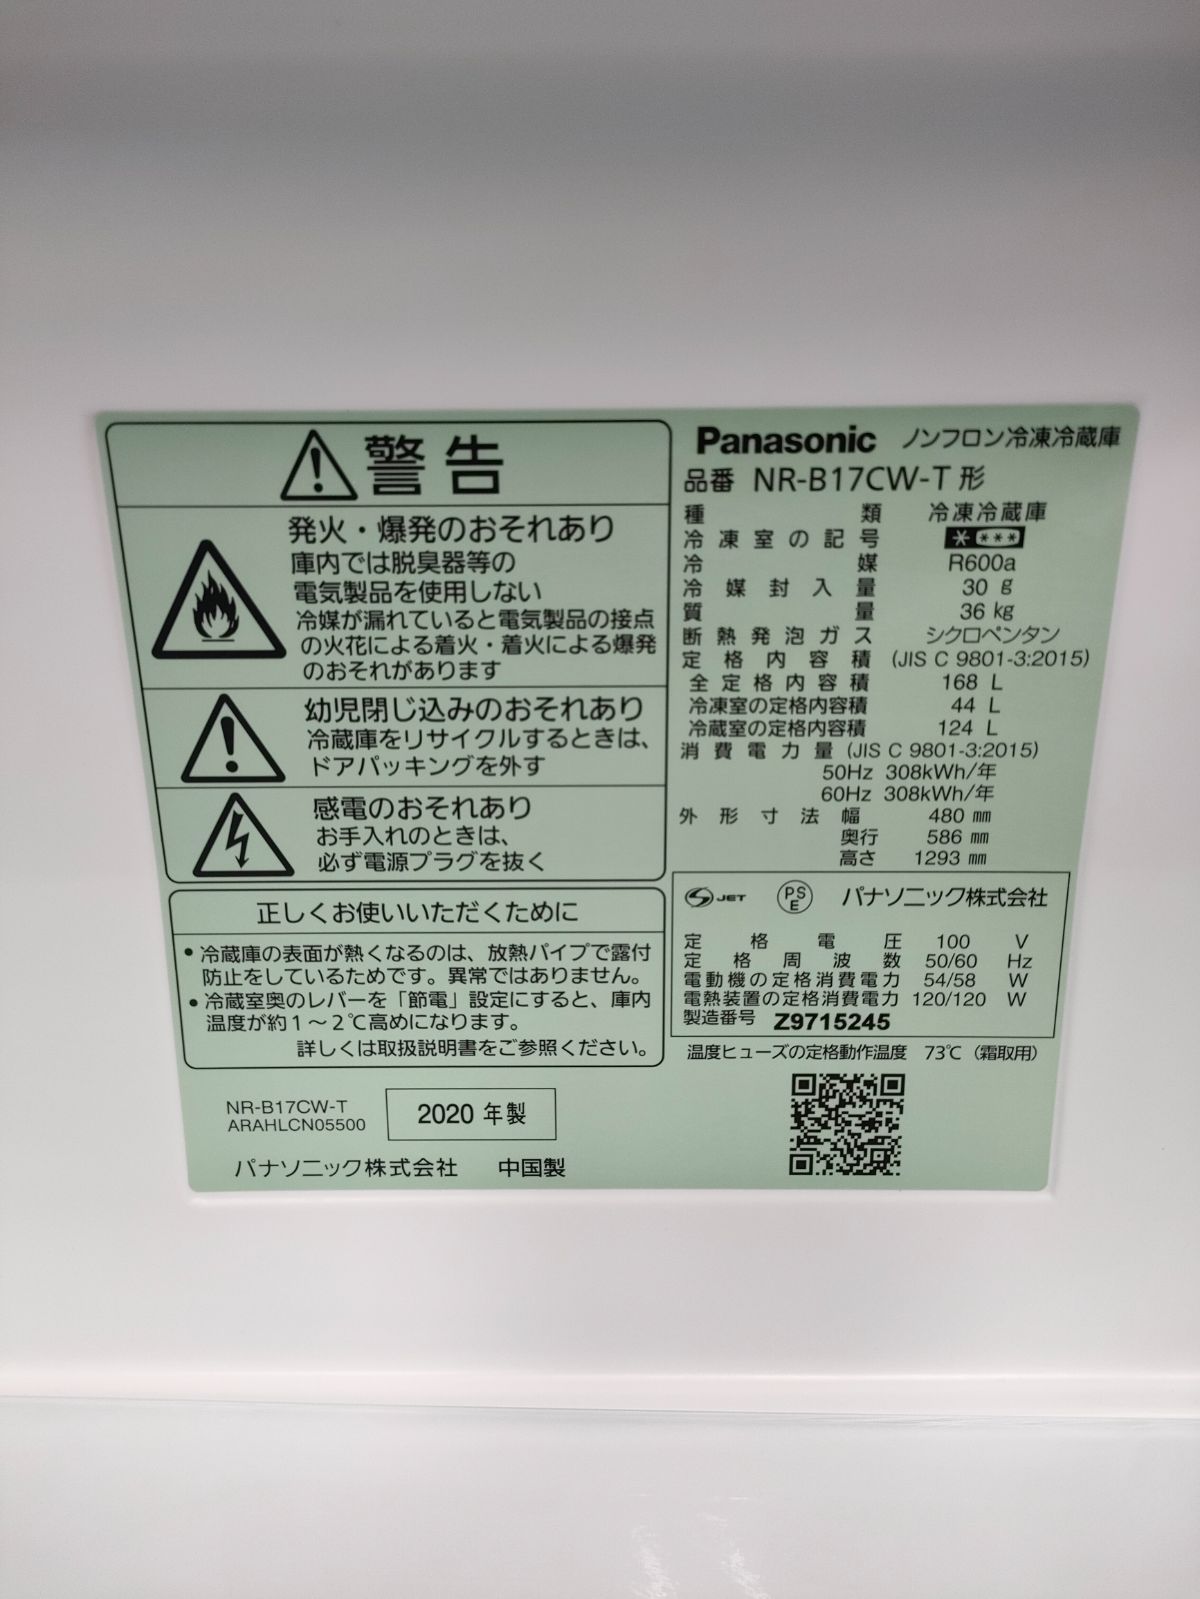 警告
発火・爆発のおそれあり
庫内では脱臭器等の
電気製品を使用しない
冷媒が漏れていると電気製品の接点
の火花による着火・着火による爆発
のおそれがあります
幼児閉じ込みのおそれあり
冷蔵庫をリサイクルするときは、
ドアパッキングを外す
感電のおそれあり
お手入れのときは、
必ず電源プラグを抜く
正しくお使いいただくために
• 冷蔵庫の表面が熱くなるのは、放熱パイプで露付
防止をしているためです。異常ではありません。
• 冷蔵室奥のレバーを「節電」設定にすると、庫内
温度が約1～2℃高めになります。
詳しくは取扱説明書をご参照ください。
NR-B17CW-T
ARAHLCN05500
2020 年製
パナソニック株式会社 中国製
Panasonic ノンフロン冷凍冷蔵庫
品番 NR-B17CW-T 形
種類 冷凍冷蔵庫
冷凍室の記号 * ***
冷媒 R600a
冷媒封入量 30 g
質量 36 kg
断熱発泡ガス シクロペンタン
定格内容積 (JIS C 9801-3:2015)
全定格内容積 168 L
冷凍室の定格内容積 44 L
冷蔵室の定格内容積 124 L
消費電力量 (JIS C 9801-3:2015)
50Hz 308kWh/年
60Hz 308kWh/年
外形寸法 幅 480 ㎜
奥行 586 ㎜
高さ 1293 ㎜
S JET PS E パナソニック株式会社
定格電圧 100 V
定格周波数 50/60 Hz
電動機の定格消費電力 54/58 W
電熱装置の定格消費電力 120/120 W
製造番号 Z9715245
温度ヒューズの定格動作温度 73℃ (霜取用)